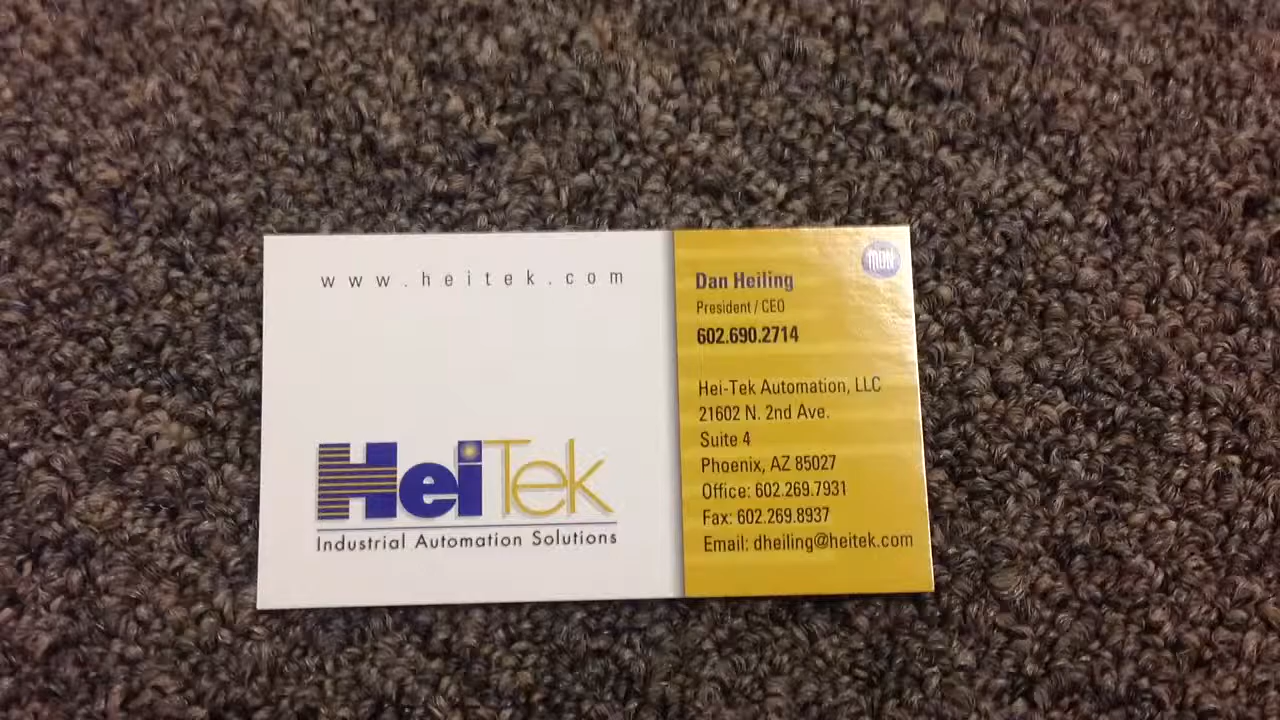 www.heitek.com
HeiTek
Industrial Automation Solutions
MDN
Dan Heiling
President / CEO
602.690.2714
Hei-Tek Automation, LLC
21602 N. 2nd Ave.
Suite 4
Phoenix, AZ 85027
Office: 602.269.7931
Fax: 602.269.8937
Email: dheiling@heitek.com